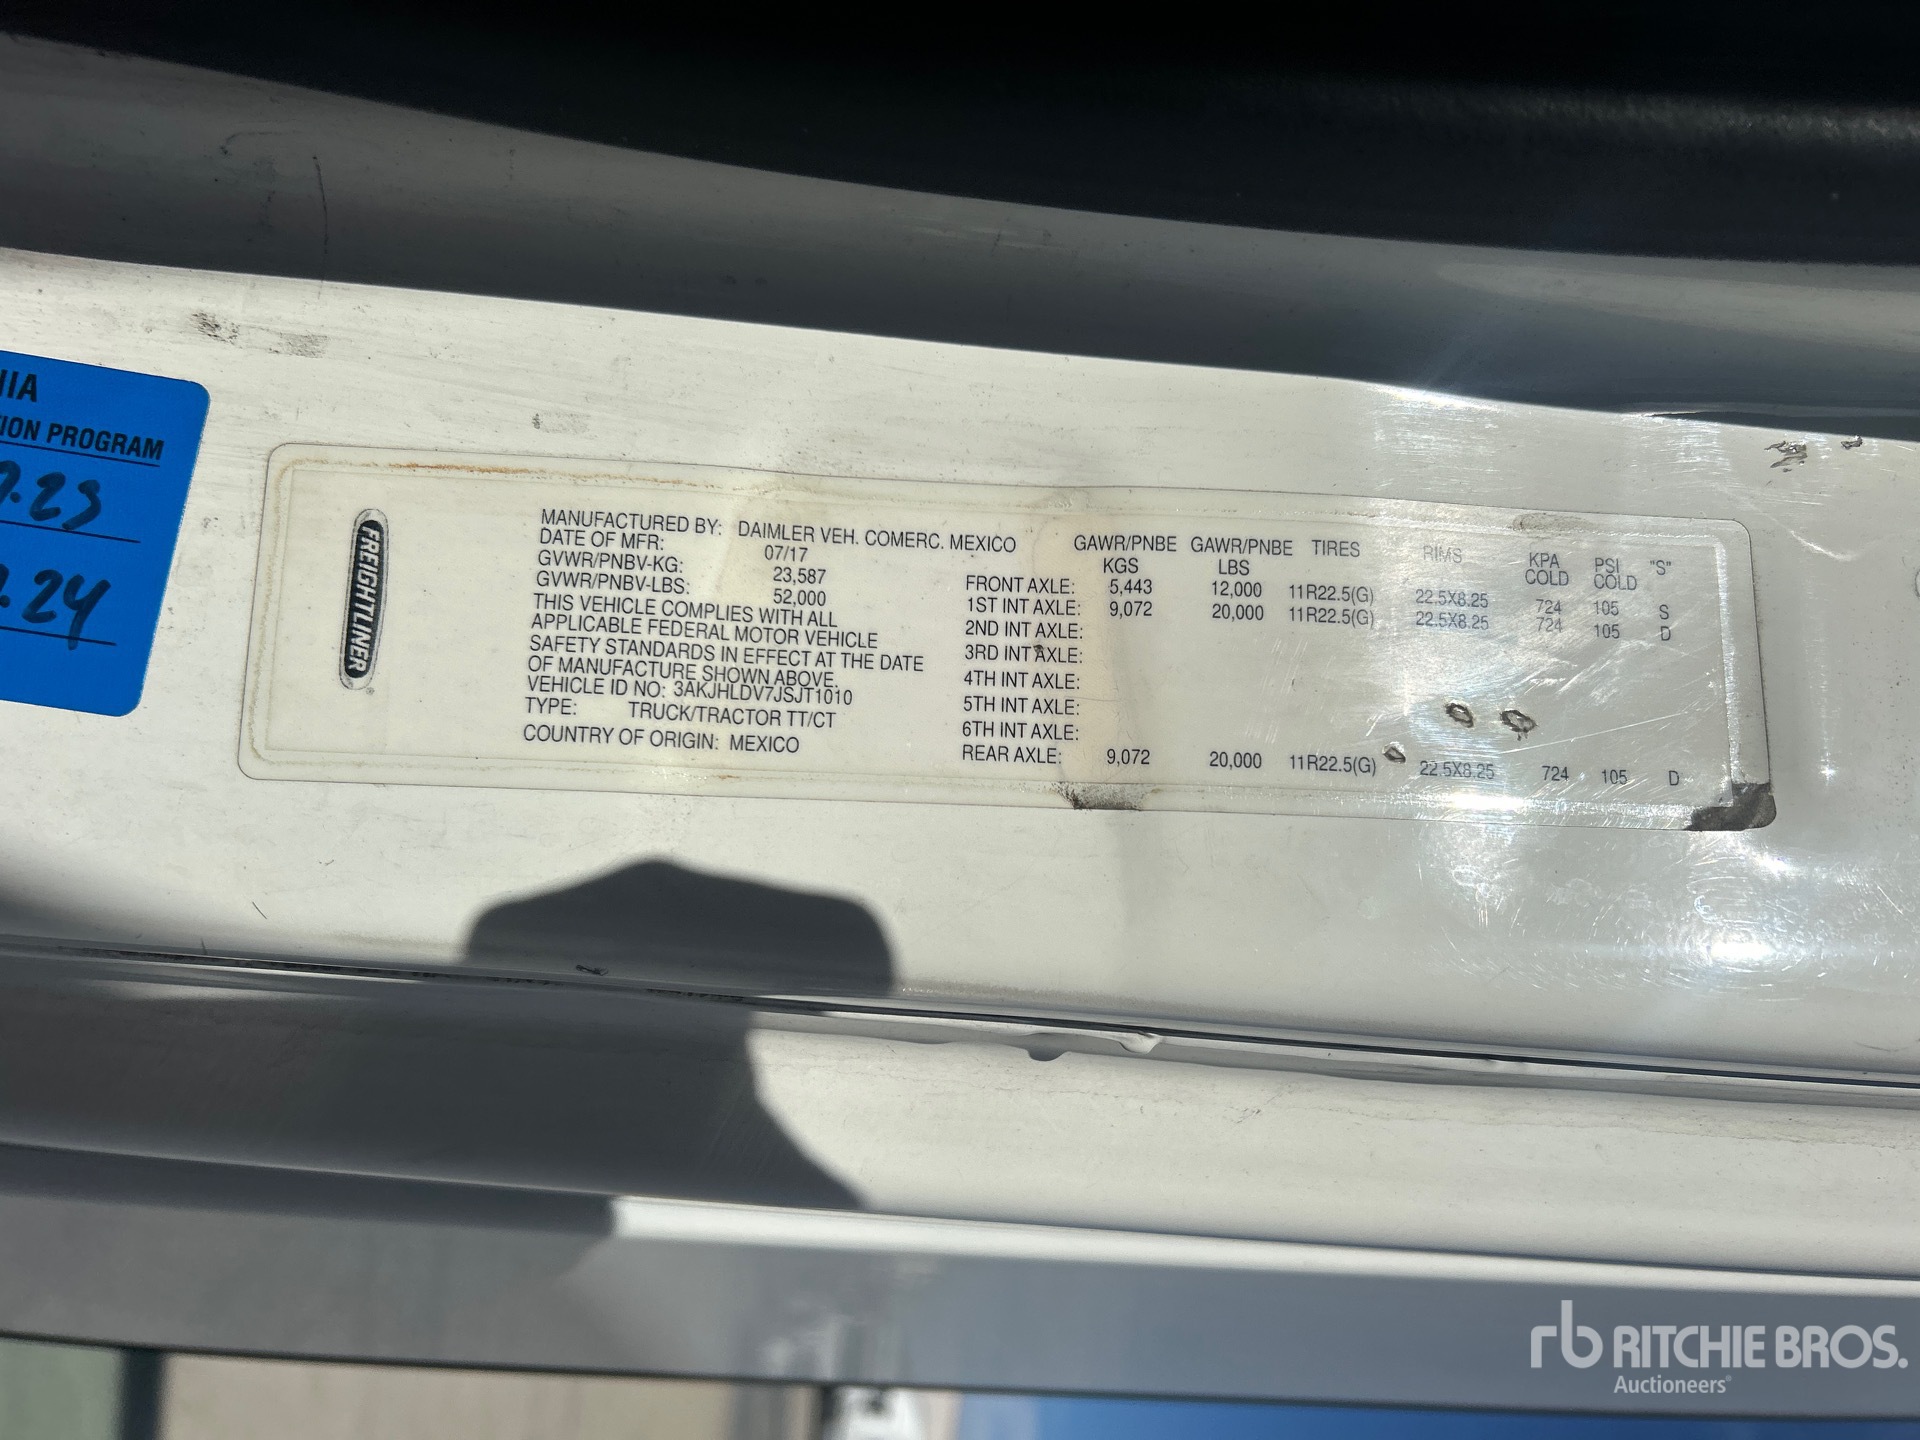 HIA
TION PROGRAM
.23
.24
FREIGHTLINER
MANUFACTURED BY: DAIMLER VEH. COMERC. MEXICO
DATE OF MFR: 07/17
GVWR/PNBV-KG: 23,587
GVWR/PNBV-LBS: 52,000
THIS VEHICLE COMPLIES WITH ALL
APPLICABLE FEDERAL MOTOR VEHICLE
SAFETY STANDARDS IN EFFECT AT THE DATE
OF MANUFACTURE SHOWN ABOVE.
VEHICLE ID NO: 3AKJHLDV7JSJT1010
TYPE: TRUCK/TRACTOR TT/CT
COUNTRY OF ORIGIN: MEXICO
GAWR/PNBE KGS GAWR/PNBE LBS TIRES RIMS KPA COLD PSI COLD "S"
FRONT AXLE: 5,443 12,000 11R22.5(G) 22.5X8.25 724 105 S
1ST INT AXLE: 9,072 20,000 11R22.5(G) 22.5X8.25 724 105 D
2ND INT AXLE:
3RD INT AXLE:
4TH INT AXLE:
5TH INT AXLE:
6TH INT AXLE:
REAR AXLE: 9,072 20,000 11R22.5(G) 22.5X8.25 724 105 D
rb RITCHIE BROS.
Auctioneers